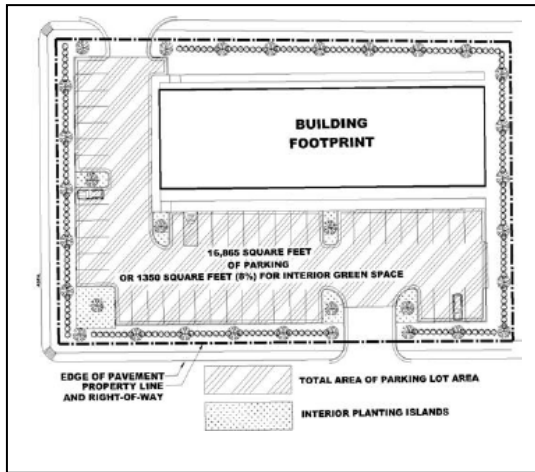 BUILDING
FOOTPRINT
16,865 SQUARE FEET
OF PARKING
OR 1350 SQUARE FEET (8%) FOR INTERIOR GREEN SPACE
EDGE OF PAVEMENT
PROPERTY LINE
AND RIGHT-OF-WAY
TOTAL AREA OF PARKING LOT AREA
INTERIOR PLANTING ISLANDS